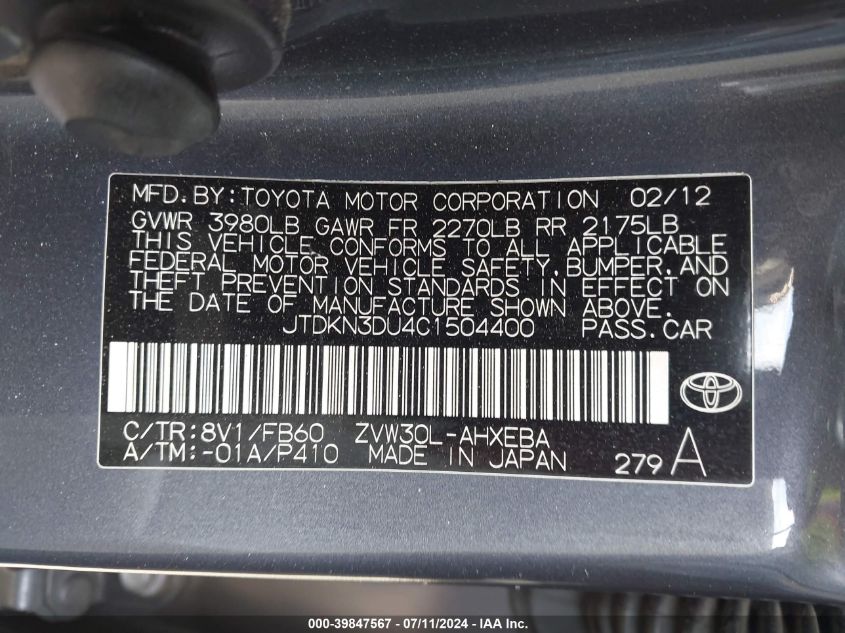 MFD.BY:TOYOTA MOTOR CORPORATION 02/12
GVWR 3980LB GAWR FR 2270LB RR 2175LB
THIS VEHICLE CONFORMS TO ALL APPLICABLE
FEDERAL MOTOR VEHICLE SAFETY,BUMPER,AND
THEFT PREVENTION STANDARDS IN EFFECT ON
THE DATE OF MANUFACTURE SHOWN ABOVE.
JTDKN3DU4C1504400 PASS.CAR
C/TR:8V1/FB60 ZVW30L-AHXEBA
A/TM:-01A/P410 MADE IN JAPAN 279 A
000-39847567 / 07/11/2024 - Copart of IAA, Inc.